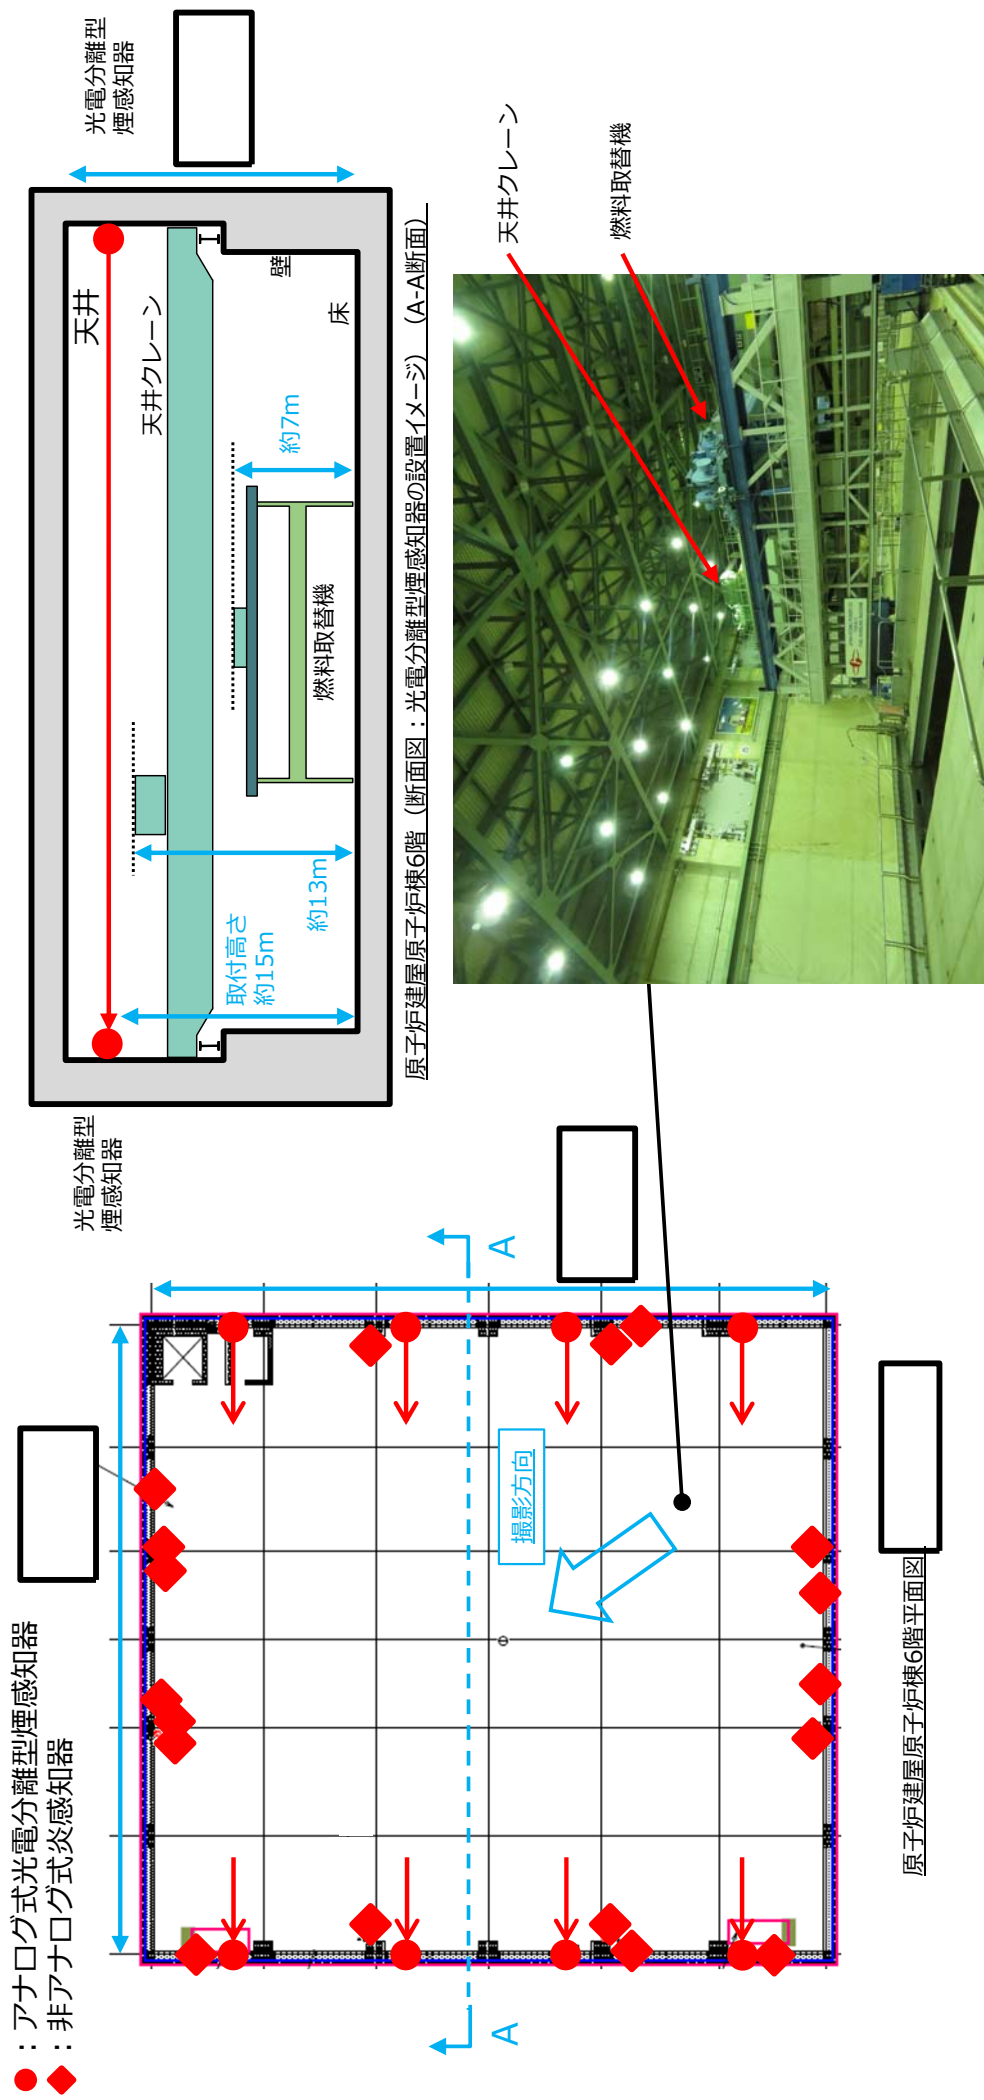 ：アナログ式光電分離型煙感知器
：非アナログ式炎感知器
A
A
撮影方向
原子炉建屋原子炉棟6階平面図
光電分離型
煙感知器
光電分離型
煙感知器
天井
天井クレーン
壁
床
燃料取替機
約7m
約13m
取付高さ
約15m
原子炉建屋原子炉棟6階（断面図：光電分離型煙感知器の設置イメージ）（A-A断面）
天井クレーン
燃料取替機